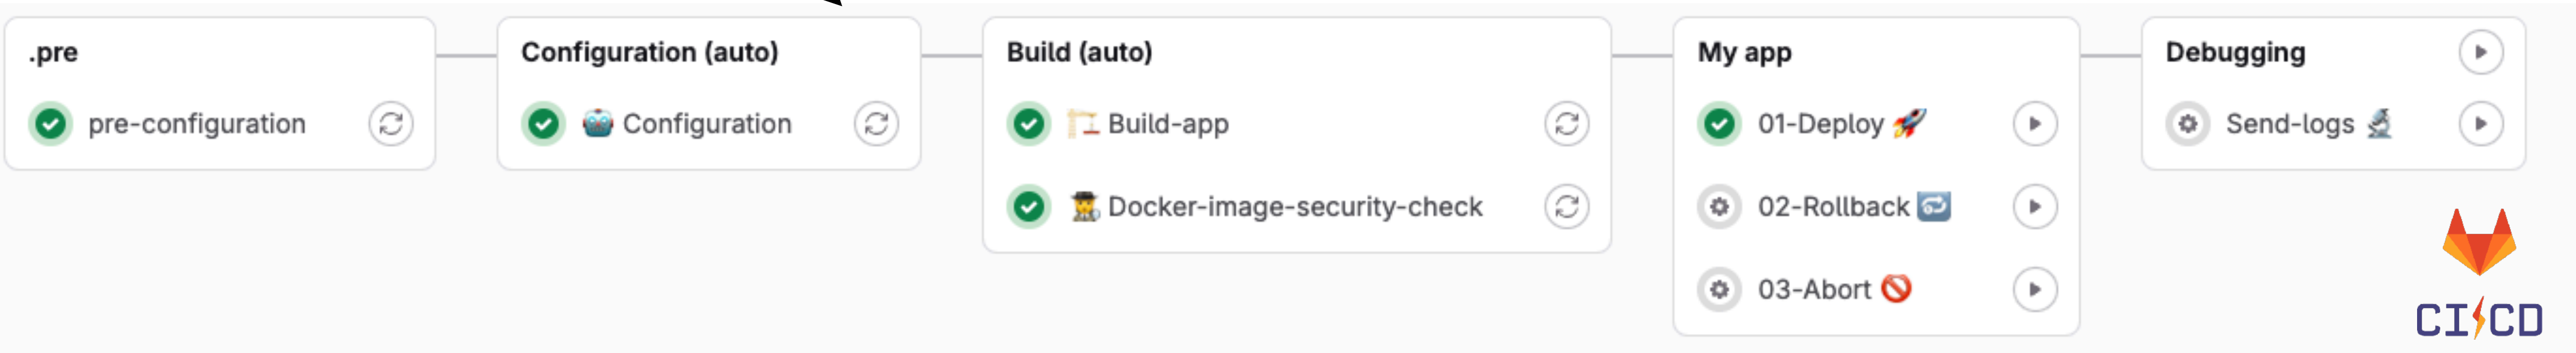 .pre
pre-configuration
Configuration (auto)
Configuration
Build (auto)
Build-app
Docker-image-security-check
My app
01-Deploy
02-Rollback
03-Abort
Debugging
Send-logs
CI CD